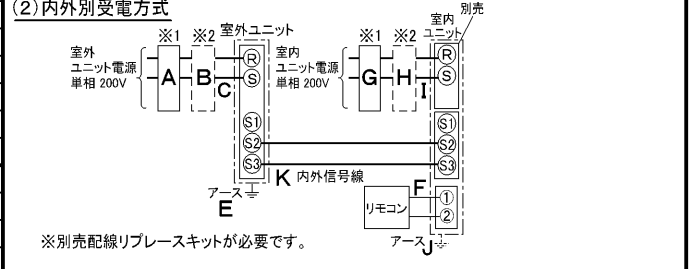 (2)内外別受電方式
別売
※1 ※2 室外ユニット
※1 ※2 室内ユニット
室外
ユニット電源
単相 200V
A B C
R
S
室内
ユニット電源
単相 200V
G H I
R
S
S1
S2
S3
S1
S2
S3
K 内外信号線
アース
E
リモコン
F
1
2
アース J
※別売配線リプレースキットが必要です。